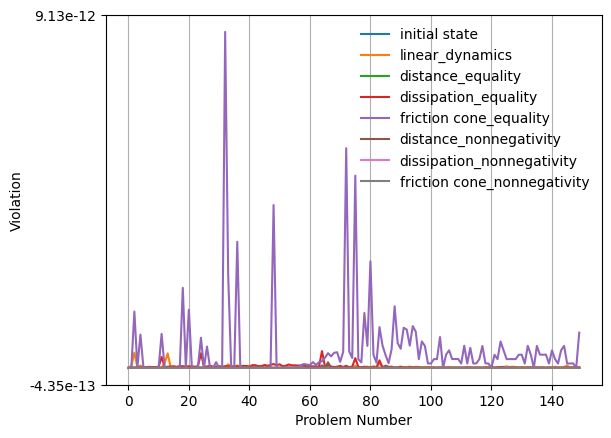 9.13e-12
initial state
linear_dynamics
distance_equality
dissipation_equality
friction cone_equality
distance_nonnegativity
dissipation_nonnegativity
friction cone_nonnegativity
Violation
-4.35e-13
0 20 40 60 80 100 120 140
Problem Number